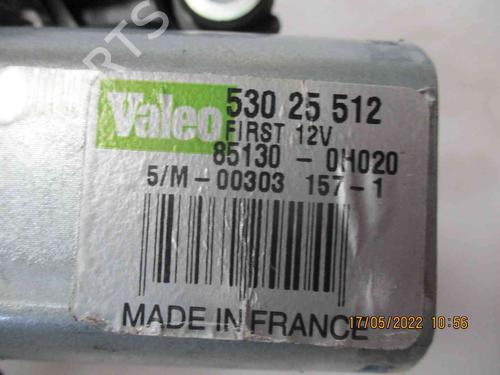 PARTS
Valeo 530 25 512
FIRST 12V
85130 - 0H020
5/M - 00303 157 - 1
MADE IN FRANCE
17/05/2022 10:56